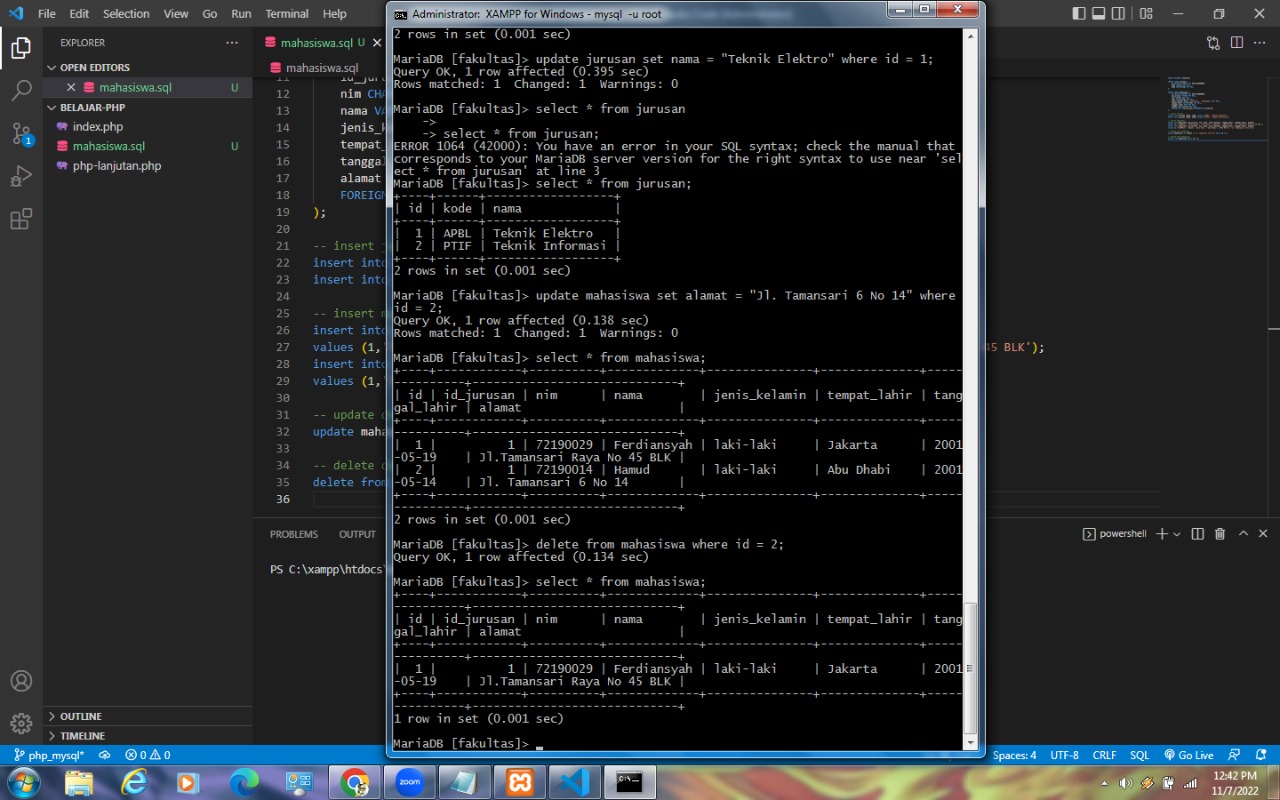 File Edit Selection View Go Run Terminal Help
Administrator: XAMPP for Windows - mysql -u root
EXPLORER
OPEN EDITORS
mahasiswa.sql U
BELAJAR-PHP
index.php
mahasiswa.sql U
php-lanjutan.php
OUTLINE
TIMELINE
mahasiswa.sql U
mahasiswa.sql
11 id_juru
12 nim CHA
13 nama VA
14 jenis_k
15 tempat_
16 tangga
17 alamat
18 FOREIGN
19 );
20
21 -- insert j
22 insert into
23 insert into
24
25 -- insert m
26 insert into
27 values (1,' 45 BLK');
28 insert into
29 values (1,'
30
31 -- update d
32 update maha
33
34 -- delete d
35 delete from
36
PROBLEMS OUTPUT
powershell
PS C:\xampp\htdocs\
2 rows in set (0.001 sec)
MariaDB [fakultas]> update jurusan set nama = "Teknik Elektro" where id = 1;
Query OK, 1 row affected (0.395 sec)
Rows matched: 1 Changed: 1 Warnings: 0
MariaDB [fakultas]> select * from jurusan
->
-> select * from jurusan;
ERROR 1064 (42000): You have an error in your SQL syntax; check the manual that
corresponds to your MariaDB server version for the right syntax to use near 'sel
ect * from jurusan' at line 3
MariaDB [fakultas]> select * from jurusan;
+----+------+------------------+
| id | kode | nama             |
+----+------+------------------+
|  1 | APBL | Teknik Elektro   |
|  2 | PTIF | Teknik Informasi |
+----+------+------------------+
2 rows in set (0.001 sec)
MariaDB [fakultas]> update mahasiswa set alamat = "Jl. Tamansari 6 No 14" where
id = 2;
Query OK, 1 row affected (0.138 sec)
Rows matched: 1 Changed: 1 Warnings: 0
MariaDB [fakultas]> select * from mahasiswa;
+----+------------+----------+-------------+---------------+--------------+-----
----------+----------------------------+
| id | id_jurusan | nim      | nama        | jenis_kelamin | tempat_lahir | tang
gal_lahir | alamat                     |
+----+------------+----------+-------------+---------------+--------------+-----
----------+----------------------------+
|  1 |          1 | 72190029 | Ferdiansyah | laki-laki     | Jakarta      | 2001
-05-19    | Jl.Tamansari Raya No 45 BLK |
|  2 |          1 | 72190014 | Hamud       | laki-laki     | Abu Dhabi    | 2001
-05-14    | Jl. Tamansari 6 No 14      |
+----+------------+----------+-------------+---------------+--------------+-----
----------+----------------------------+
2 rows in set (0.001 sec)
MariaDB [fakultas]> delete from mahasiswa where id = 2;
Query OK, 1 row affected (0.134 sec)
MariaDB [fakultas]> select * from mahasiswa;
+----+------------+----------+-------------+---------------+--------------+-----
----------+----------------------------+
| id | id_jurusan | nim      | nama        | jenis_kelamin | tempat_lahir | tang
gal_lahir | alamat                     |
+----+------------+----------+-------------+---------------+--------------+-----
----------+----------------------------+
|  1 |          1 | 72190029 | Ferdiansyah | laki-laki     | Jakarta      | 2001
-05-19    | Jl.Tamansari Raya No 45 BLK |
+----+------------+----------+-------------+---------------+--------------+-----
----------+----------------------------+
1 row in set (0.001 sec)
MariaDB [fakultas]> _
php_mysql* 0 0
Spaces: 4 UTF-8 CRLF SQL Go Live
zoom
C:\.
12:42 PM
11/7/2022